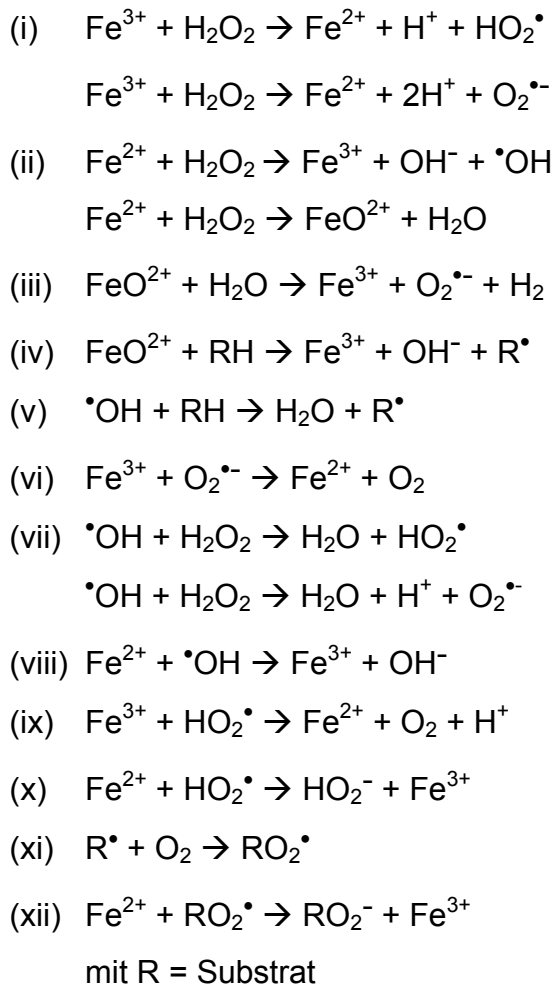 (i) Fe³⁺ + H₂O₂ → Fe²⁺ + H⁺ + HO₂•
Fe³⁺ + H₂O₂ → Fe²⁺ + 2H⁺ + O₂•⁻
(ii) Fe²⁺ + H₂O₂ → Fe³⁺ + OH⁻ + •OH
Fe²⁺ + H₂O₂ → FeO²⁺ + H₂O
(iii) FeO²⁺ + H₂O → Fe³⁺ + O₂•⁻ + H₂
(iv) FeO²⁺ + RH → Fe³⁺ + OH⁻ + R•
(v) •OH + RH → H₂O + R•
(vi) Fe³⁺ + O₂•⁻ → Fe²⁺ + O₂
(vii) •OH + H₂O₂ → H₂O + HO₂•
•OH + H₂O₂ → H₂O + H⁺ + O₂•⁻
(viii) Fe²⁺ + •OH → Fe³⁺ + OH⁻
(ix) Fe³⁺ + HO₂• → Fe²⁺ + O₂ + H⁺
(x) Fe²⁺ + HO₂• → HO₂⁻ + Fe³⁺
(xi) R• + O₂ → RO₂•
(xii) Fe²⁺ + RO₂• → RO₂⁻ + Fe³⁺
mit R = Substrat